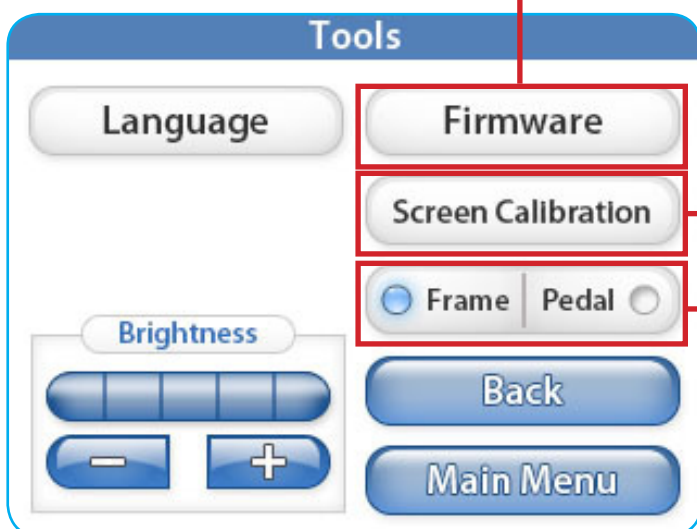 Tools
Language
Firmware
Screen Calibration
Frame | Pedal
Brightness
− +
Back
Main Menu